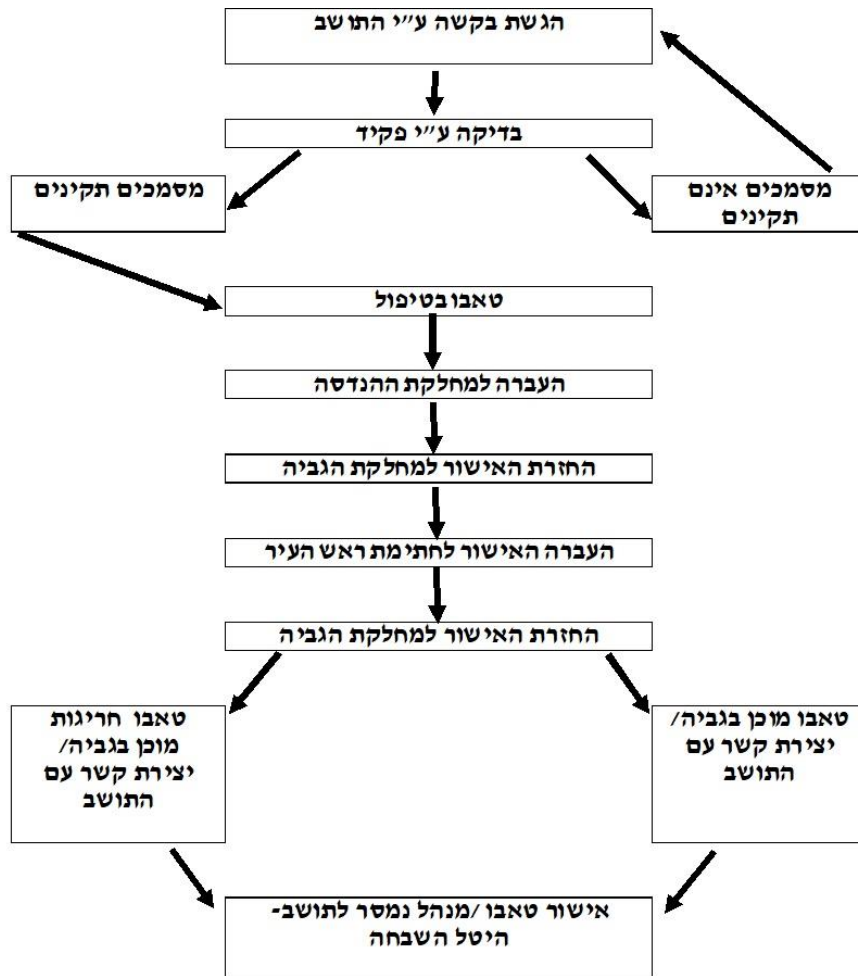 הגשת בקשה ע״י התושב
בדיקה ע״י פקיד
מסמכים אינם
תקינים
מסמכים תקינים
טאבו בטיפול
העברה למחלקת ההנדסה
החזרת האישור למחלקת הגביה
העברה האישור לחתימת ראש העיר
החזרת האישור למחלקת הגביה
טאבו מוכן בגביה/
יצירת קשר עם
התושב
טאבו חריגות
מוכן בגביה/
יצירת קשר עם
התושב
אישור טאבו /מנהל נמסר לתושב-
היטל השבחה